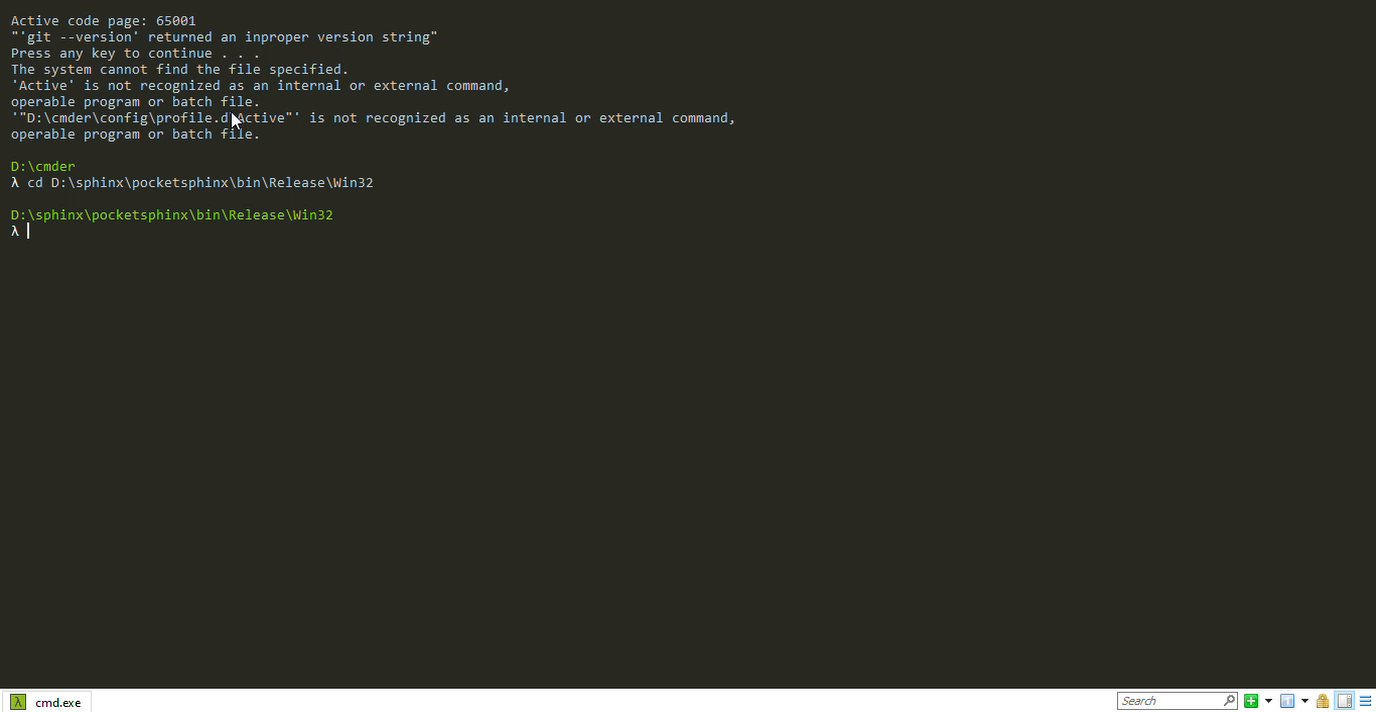 Active code page: 65001
"'git --version' returned an inproper version string"
Press any key to continue . . .
The system cannot find the file specified.
'Active' is not recognized as an internal or external command,
operable program or batch file.
'"D:\cmder\config\profile.d\Active"' is not recognized as an internal or external command,
operable program or batch file.
D:\cmder
λ cd D:\sphinx\pocketsphinx\bin\Release\Win32
D:\sphinx\pocketsphinx\bin\Release\Win32
λ
λ cmd.exe
Search